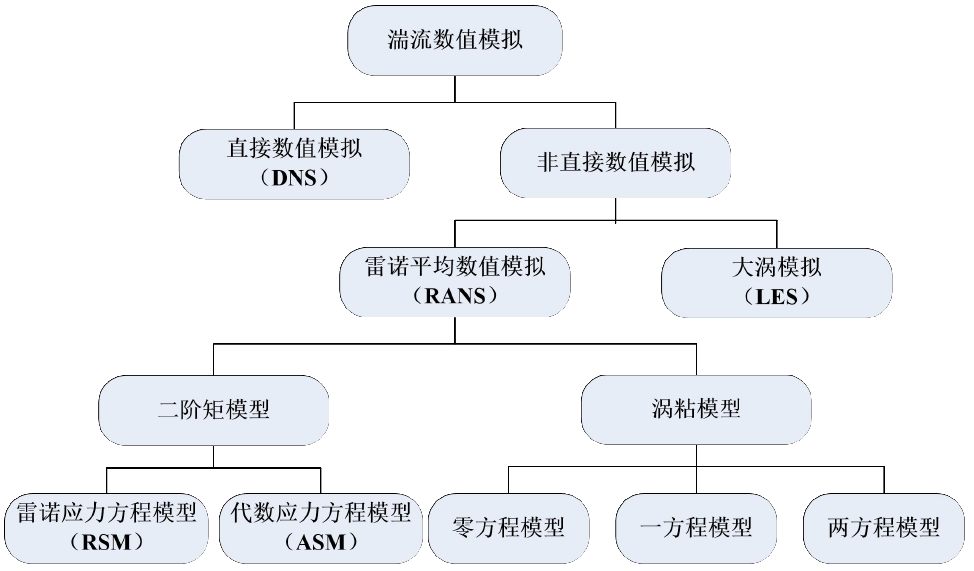 湍流数值模拟
直接数值模拟
（DNS）
非直接数值模拟
雷诺平均数值模拟
（RANS）
大涡模拟
（LES）
二阶矩模型
涡粘模型
雷诺应力方程模型
（RSM）
代数应力方程模型
（ASM）
零方程模型
一方程模型
两方程模型